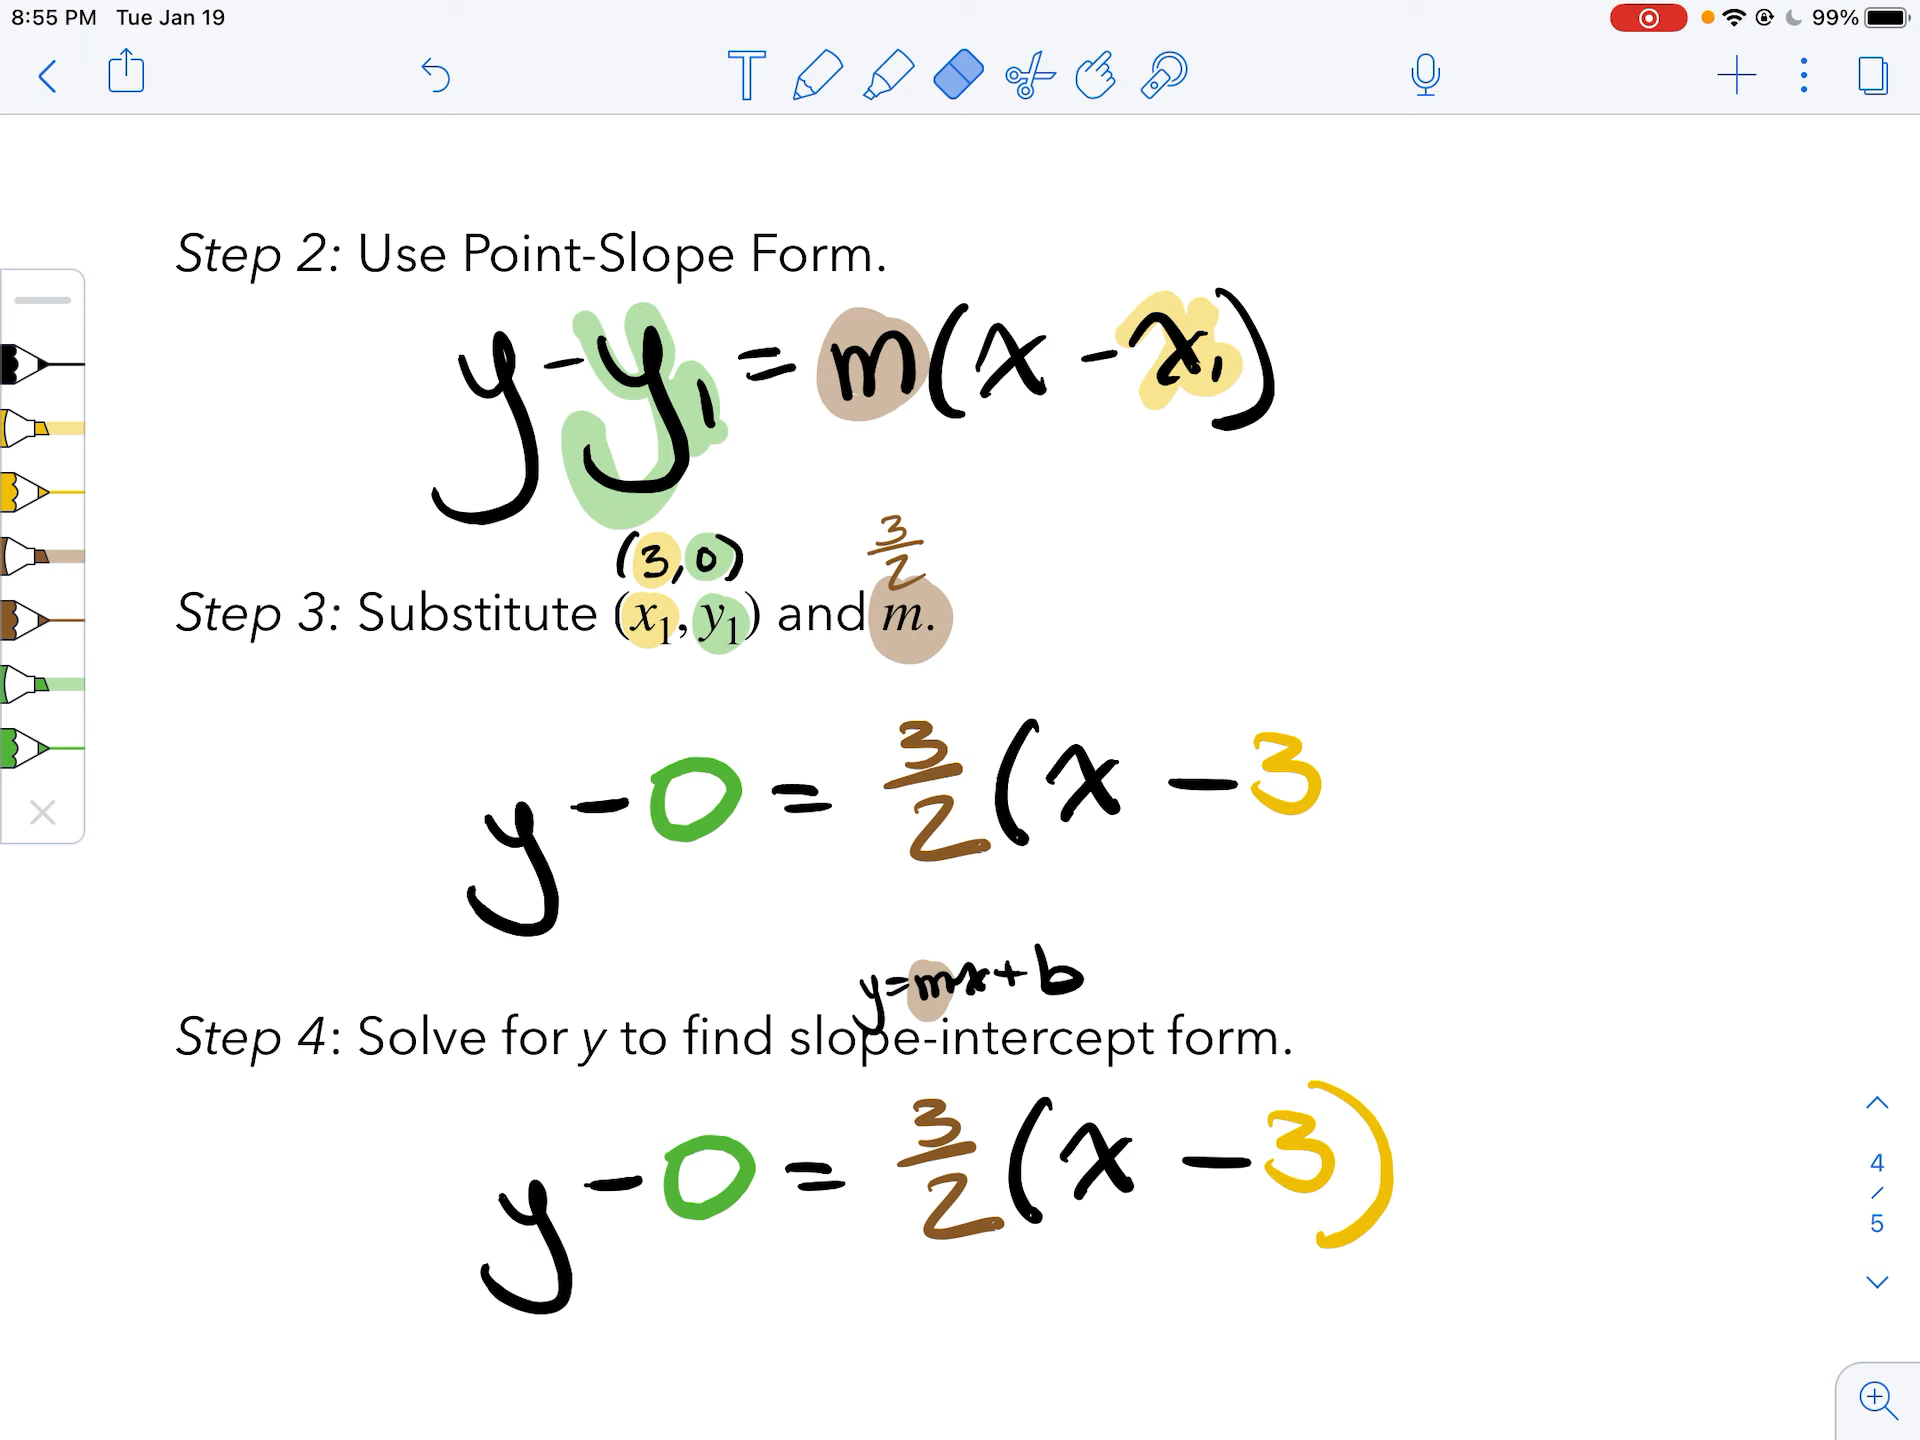 8:55 PM Tue Jan 19 99%
T
Step 2: Use Point-Slope Form.
y - y₁ = m(x - x₁)
(3, 0) 3/2
Step 3: Substitute (x₁, y₁) and m.
y - 0 = 3/2 (x - 3
y = mx + b
Step 4: Solve for y to find slope-intercept form.
y - 0 = 3/2 (x - 3)
4
/
5